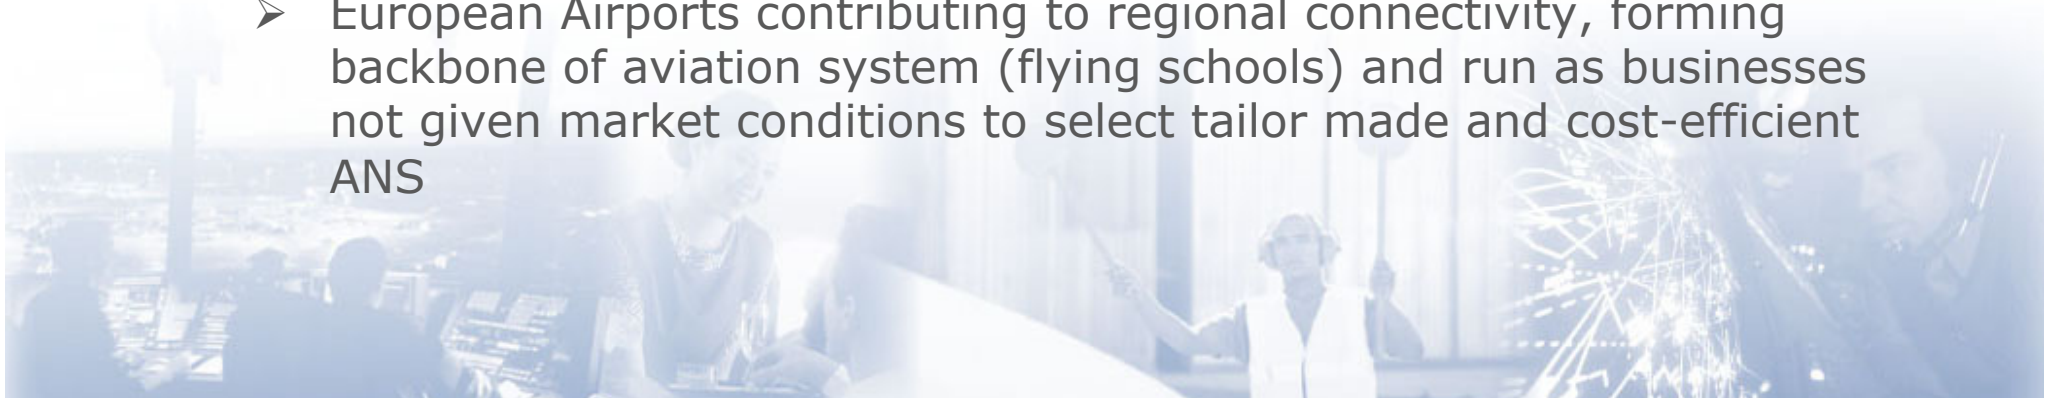 ➢ European Airports contributing to regional connectivity, forming
backbone of aviation system (flying schools) and run as businesses
not given market conditions to select tailor made and cost-efficient
ANS